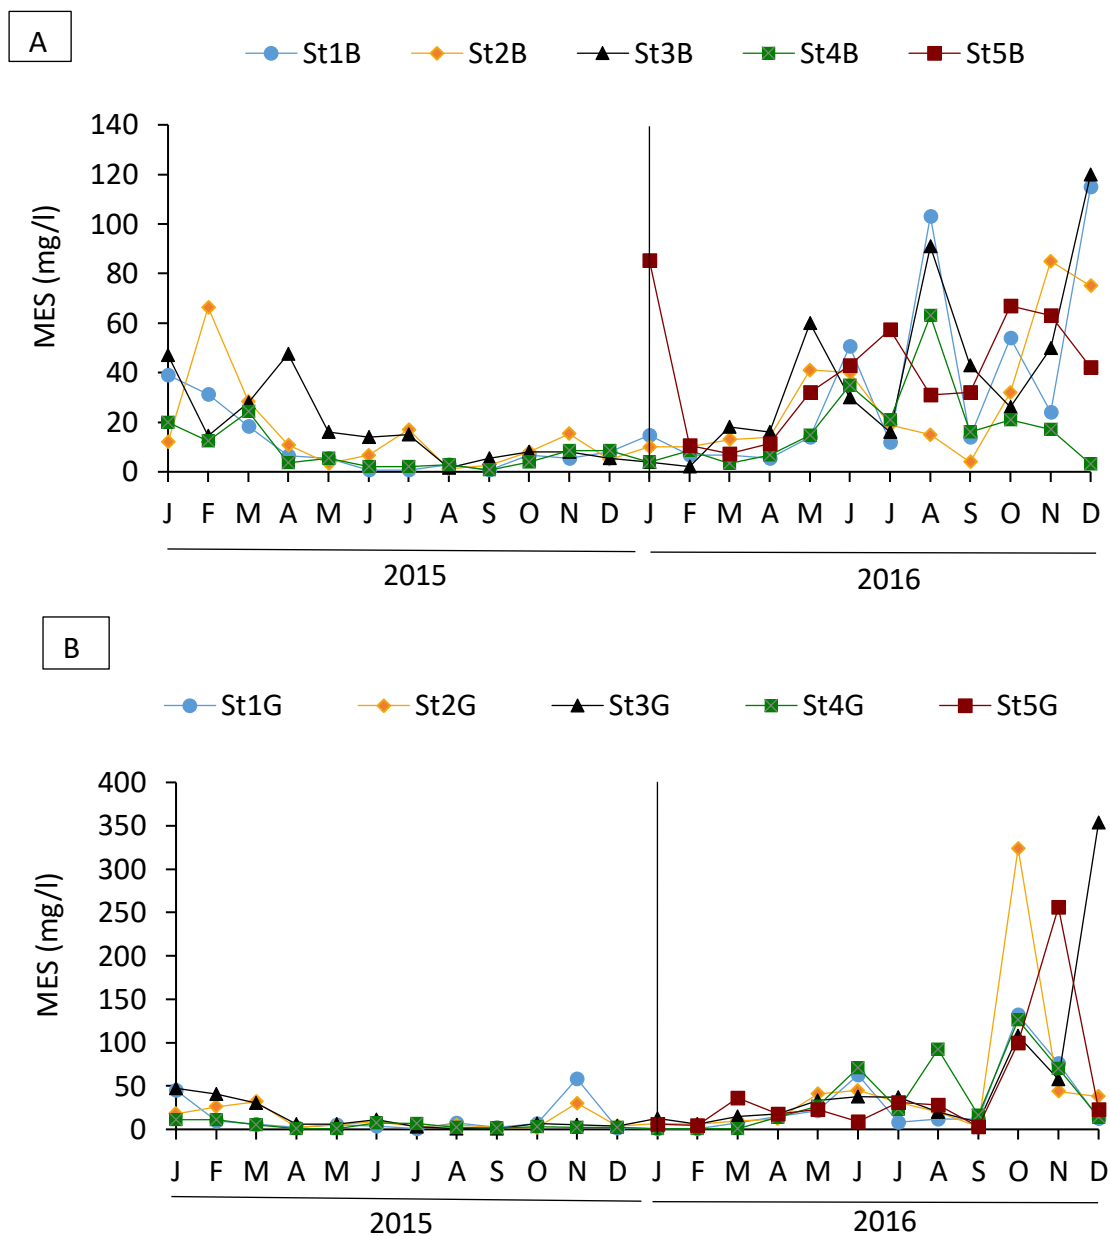 A
St1B St2B St3B St4B St5B
140
120
100
80
60
40
20
0
MES (mg/l)
J F M A M J J A S O N D J F M A M J J A S O N D
2015 2016
B
St1G St2G St3G St4G St5G
400
350
300
250
200
150
100
50
0
MES (mg/l)
J F M A M J J A S O N D J F M A M J J A S O N D
2015 2016